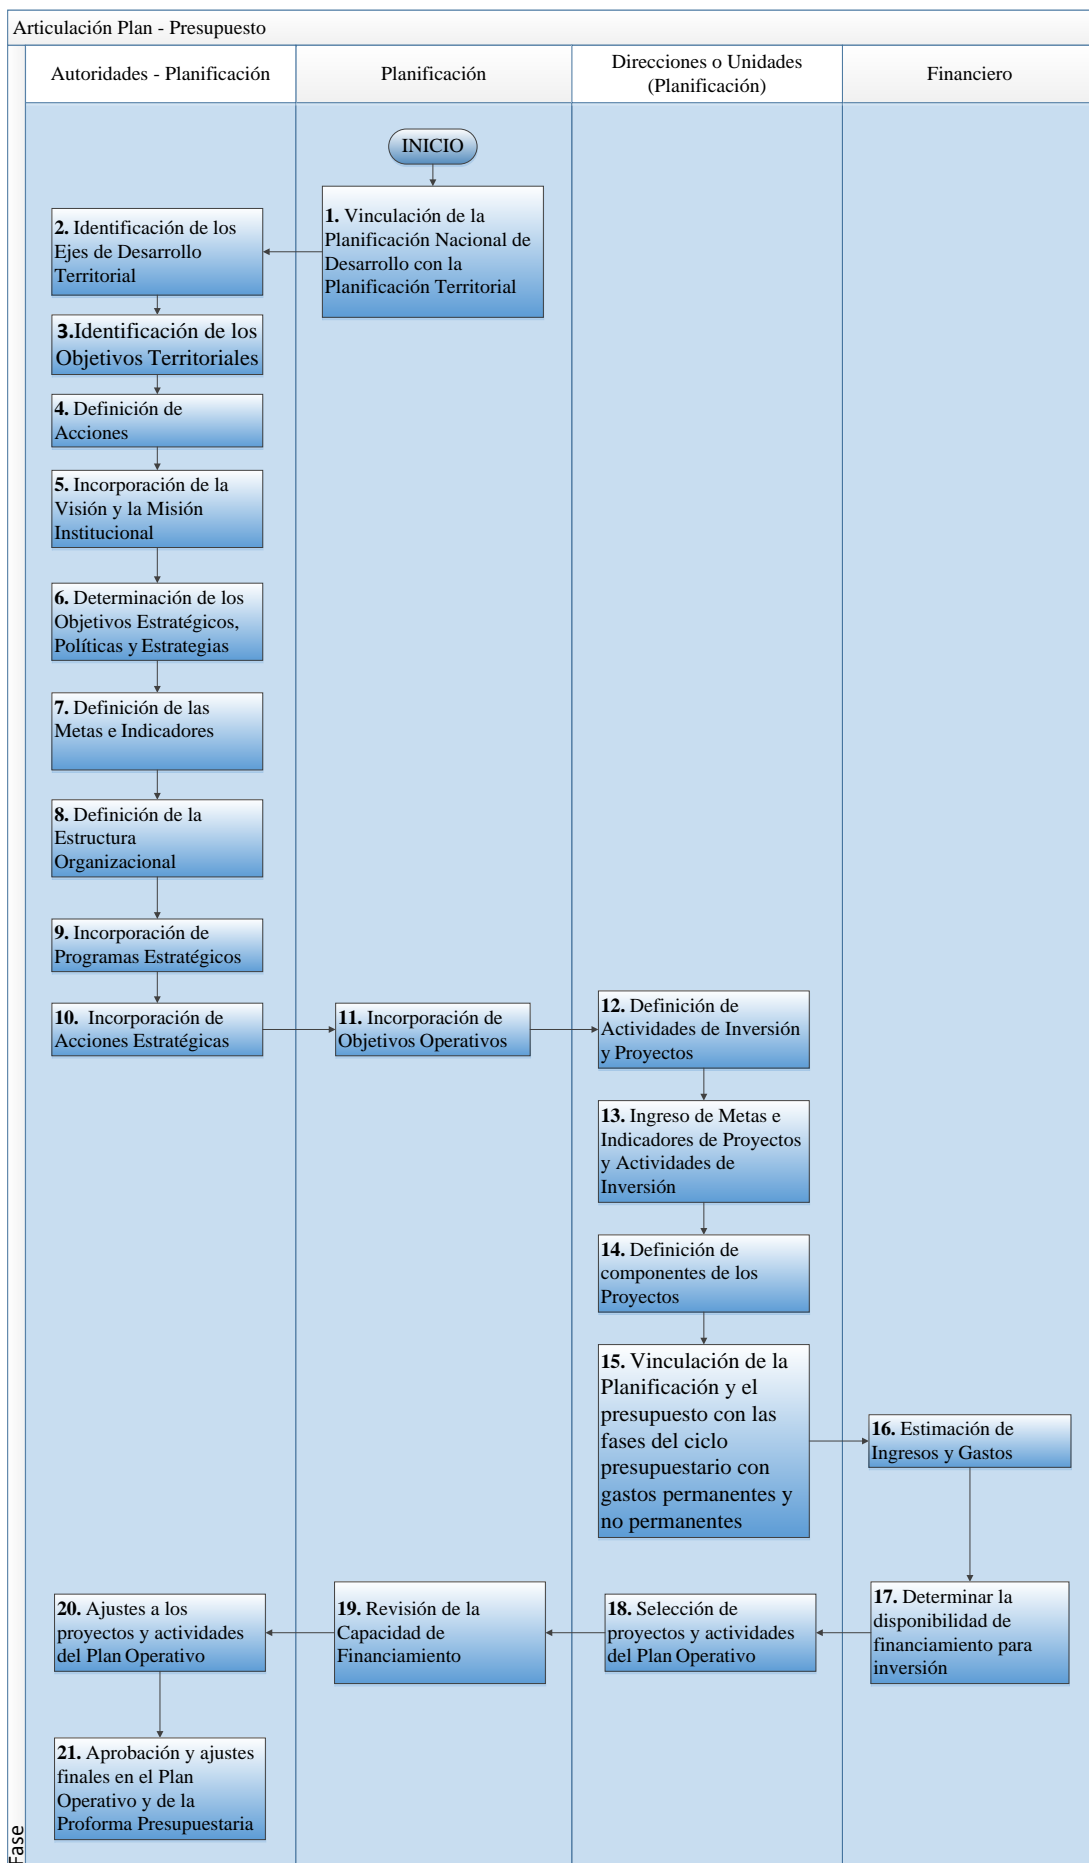 Articulación Plan - Presupuesto
Autoridades - Planificación
Planificación
Direcciones o Unidades
(Planificación)
Financiero
INICIO
1. Vinculación de la
Planificación Nacional de
Desarrollo con la
Planificación Territorial
2. Identificación de los
Ejes de Desarrollo
Territorial
3.Identificación de los
Objetivos Territoriales
4. Definición de
Acciones
5. Incorporación de la
Visión y la Misión
Institucional
6. Determinación de los
Objetivos Estratégicos,
Políticas y Estrategias
7. Definición de las
Metas e Indicadores
8. Definición de la
Estructura
Organizacional
9. Incorporación de
Programas Estratégicos
10. Incorporación de
Acciones Estratégicas
11. Incorporación de
Objetivos Operativos
12. Definición de
Actividades de Inversión
y Proyectos
13. Ingreso de Metas e
Indicadores de Proyectos
y Actividades de
Inversión
14. Definición de
componentes de los
Proyectos
15. Vinculación de la
Planificación y el
presupuesto con las
fases del ciclo
presupuestario con
gastos permanentes y
no permanentes
16. Estimación de
Ingresos y Gastos
17. Determinar la
disponibilidad de
financiamiento para
inversión
18. Selección de
proyectos y actividades
del Plan Operativo
19. Revisión de la
Capacidad de
Financiamiento
20. Ajustes a los
proyectos y actividades
del Plan Operativo
21. Aprobación y ajustes
finales en el Plan
Operativo y de la
Proforma Presupuestaria
Fase